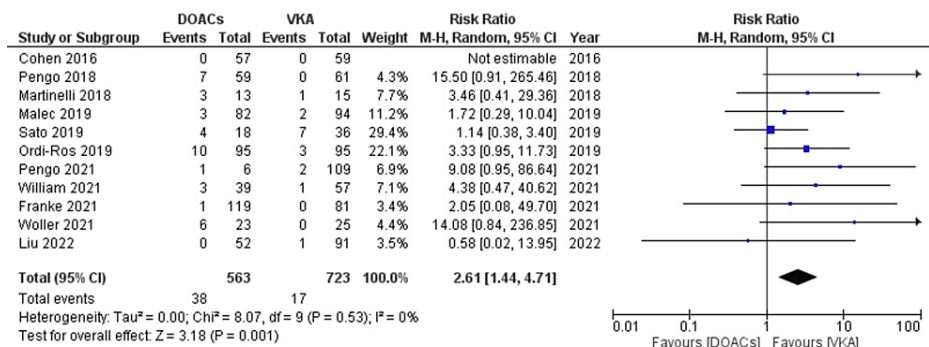 DOACs VKA Risk Ratio Risk Ratio
Study or Subgroup Events Total Events Total Weight M-H, Random, 95% CI Year M-H, Random, 95% CI
Cohen 2016 0 57 0 59 Not estimable 2016
Pengo 2018 7 59 0 61 4.3% 15.50 [0.91, 265.46] 2018
Martinelli 2018 3 13 1 15 7.7% 3.46 [0.41, 29.36] 2018
Malec 2019 3 82 2 94 11.2% 1.72 [0.29, 10.04] 2019
Sato 2019 4 18 7 36 29.4% 1.14 [0.38, 3.40] 2019
Ordi-Ros 2019 10 95 3 95 22.1% 3.33 [0.95, 11.73] 2019
Pengo 2021 1 6 2 109 6.9% 9.08 [0.95, 86.64] 2021
William 2021 3 39 1 57 7.1% 4.38 [0.47, 40.62] 2021
Franke 2021 1 119 0 81 3.4% 2.05 [0.08, 49.70] 2021
Woller 2021 6 23 0 25 4.4% 14.08 [0.84, 236.85] 2021
Liu 2022 0 52 1 91 3.5% 0.58 [0.02, 13.95] 2022
Total (95% CI) 563 723 100.0% 2.61 [1.44, 4.71]
Total events 38 17
Heterogeneity: Tau² = 0.00; Chi² = 8.07, df = 9 (P = 0.53); I² = 0%
Test for overall effect: Z = 3.18 (P = 0.001)
0.01 0.1 1 10 100
Favours [DOACs] Favours [VKA]